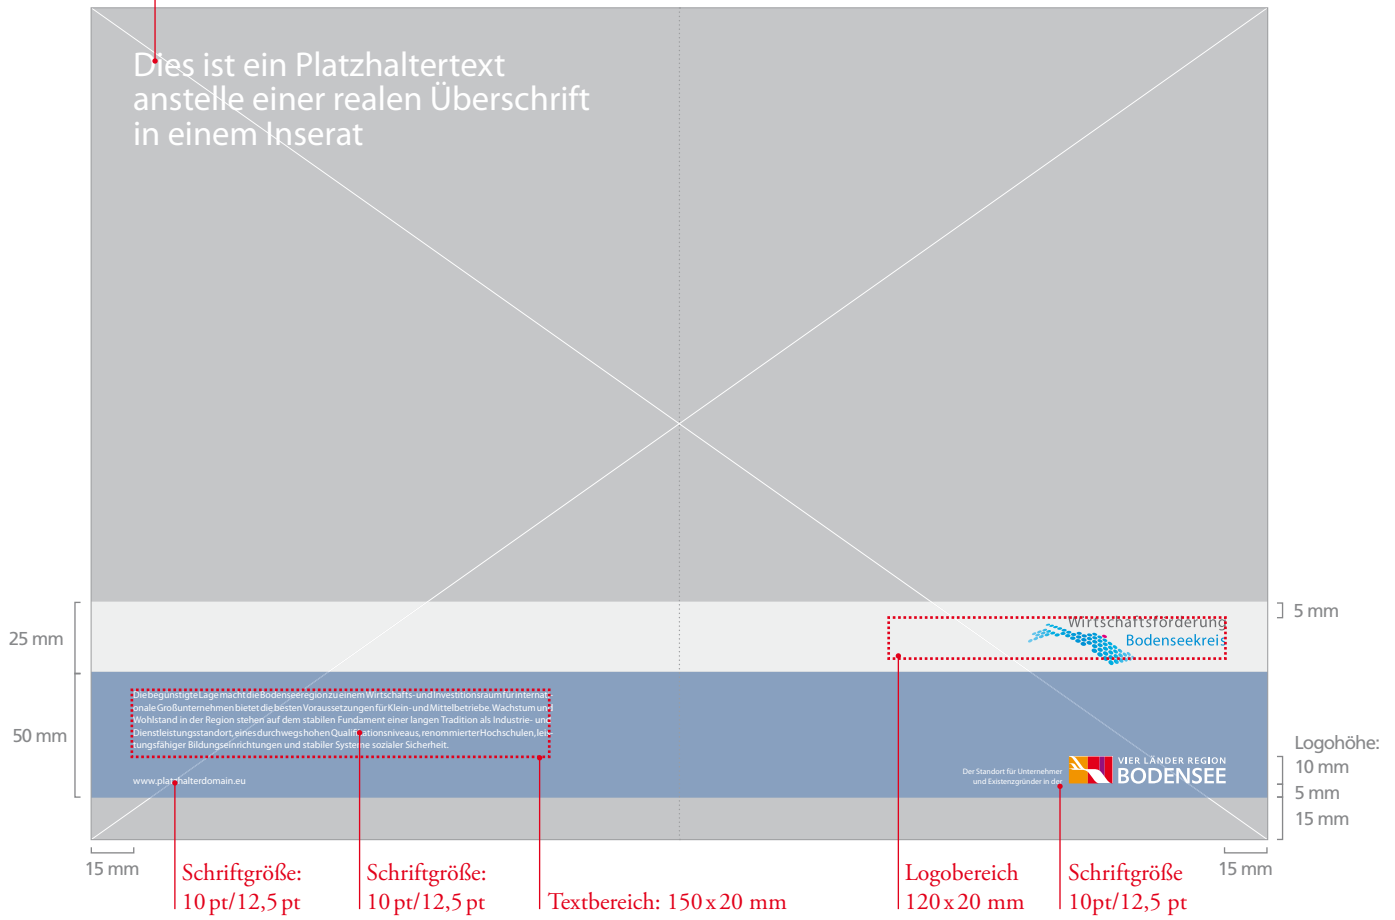 Dies ist ein Platzhaltertext
anstelle einer realen Überschrift
in einem Inserat
25 mm
5 mm
Wirtschaftsförderung
Bodenseekreis
50 mm
Die begünstigte Lage macht die Bodenseeregion zu einem Wirtschafts- und Investitionsraum für internati-
onale Großunternehmen bietet die besten Voraussetzungen für Klein- und Mittelbetriebe. Wachstum und
Wohlstand in der Region stehen auf dem stabilen Fundament einer langen Tradition als Industrie- und
Dienstleistungsstandort, eines durchwegs hohen Qualifikationsniveaus, renommierter Hochschulen, leis-
tungsfähiger Bildungseinrichtungen und stabiler Systeme sozialer Sicherheit.
www.platzhalterdomain.eu
Der Standort für Unternehmer
und Existenzgründer in der
VIER LÄNDER REGION
BODENSEE
Logohöhe:
10 mm
5 mm
15 mm
15 mm
15 mm
Schriftgröße:
10 pt/12,5 pt
Schriftgröße:
10 pt/12,5 pt
Textbereich: 150 x 20 mm
Logobereich
120 x 20 mm
Schriftgröße
10pt/12,5 pt